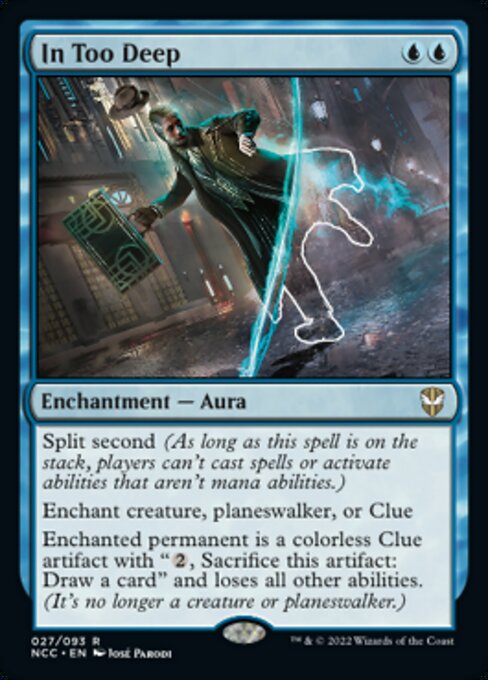 In Too Deep
Enchantment — Aura
Split second (As long as this spell is on the
stack, players can't cast spells or activate
abilities that aren't mana abilities.)
Enchant creature, planeswalker, or Clue
Enchanted permanent is a colorless Clue
artifact with “2, Sacrifice this artifact:
Draw a card” and loses all other abilities.
(It's no longer a creature or planeswalker.)
027/093 R
NCC • EN José Parodi
™ & © 2022 Wizards of the Coast